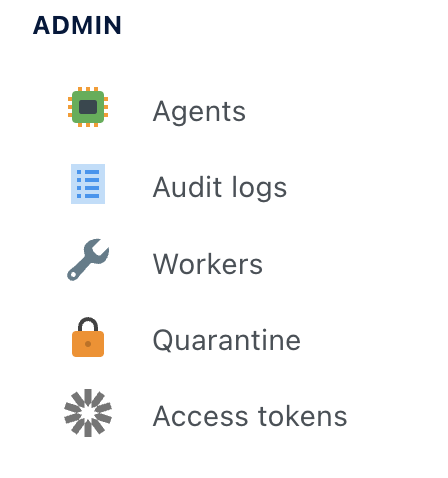 ADMIN
Agents
Audit logs
Workers
Quarantine
Access tokens